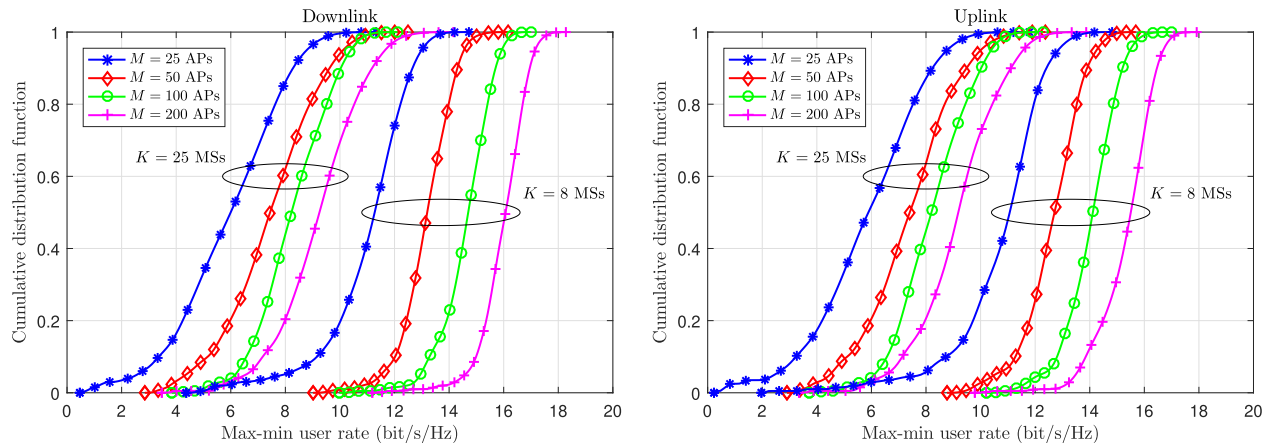 Downlink
1
0.8
0.6
0.4
0.2
0
Cumulative distribution function
M = 25 APs
M = 50 APs
M = 100 APs
M = 200 APs
K = 25 MSs
K = 8 MSs
0 2 4 6 8 10 12 14 16 18 20
Max-min user rate (bit/s/Hz)
Uplink
1
0.8
0.6
0.4
0.2
0
Cumulative distribution function
M = 25 APs
M = 50 APs
M = 100 APs
M = 200 APs
K = 25 MSs
K = 8 MSs
0 2 4 6 8 10 12 14 16 18 20
Max-min user rate (bit/s/Hz)